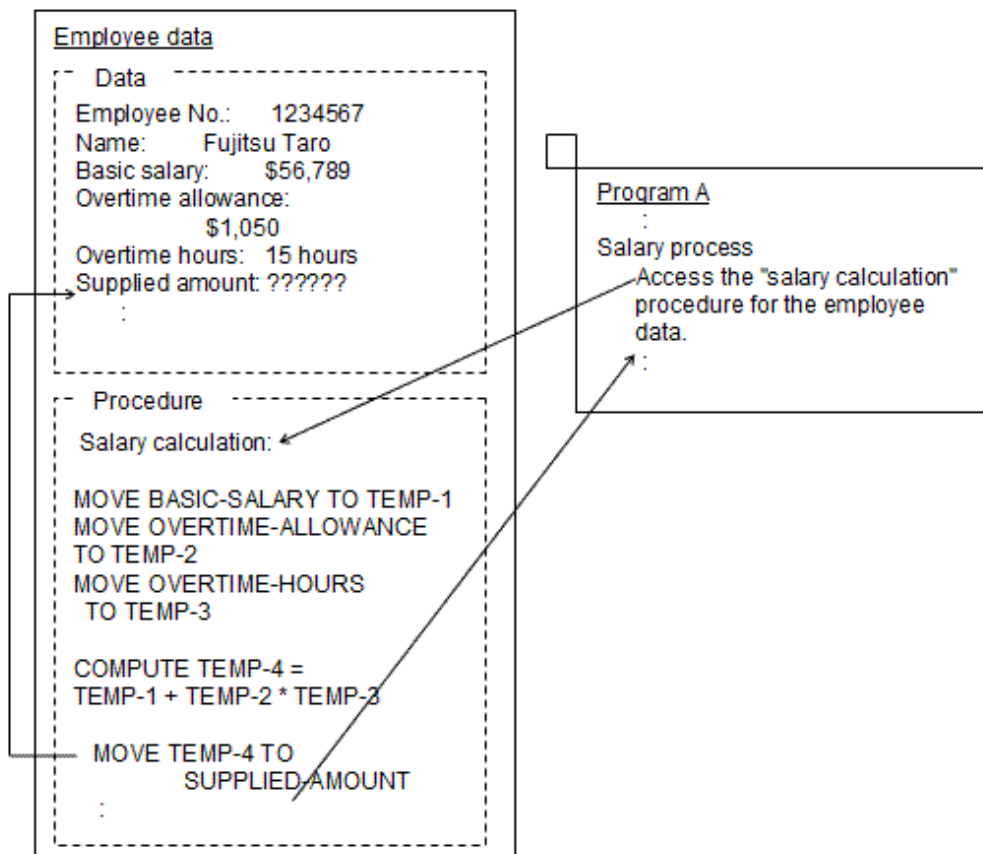 Employee data
Data
Employee No.: 1234567
Name: Fujitsu Taro
Basic salary: $56,789
Overtime allowance:
$1,050
Overtime hours: 15 hours
Supplied amount: ??????
:
Procedure
Salary calculation:
MOVE BASIC-SALARY TO TEMP-1
MOVE OVERTIME-ALLOWANCE
TO TEMP-2
MOVE OVERTIME-HOURS
TO TEMP-3
COMPUTE TEMP-4 =
TEMP-1 + TEMP-2 * TEMP-3
MOVE TEMP-4 TO
SUPPLIED-AMOUNT
:
Program A
:
Salary process
Access the "salary calculation"
procedure for the employee
data.
: